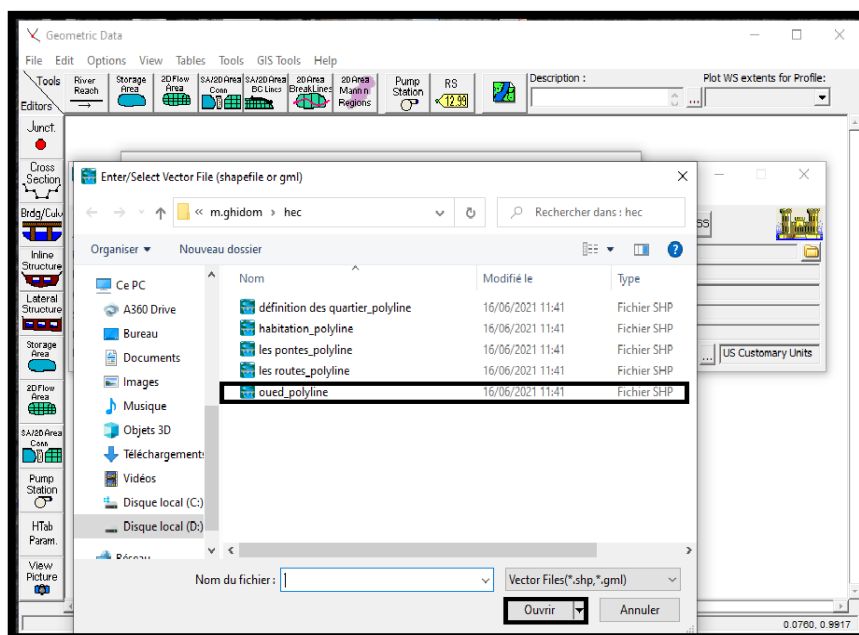 Geometric Data
File Edit Options View Tables Tools GIS Tools Help
Tools
Editors
River
Reach
Storage
Area
2D Flow
Area
SA/2D Area
Conn
SA/2D Area
BC Lines
2D Area
BreakLines
2D Area
Mann n
Regions
Pump
Station
RS
12.99
Description :
...
Plot WS extents for Profile:
Junct.
Cross
Section
Brdg/Culv
Inline
Structure
Lateral
Structure
Storage
Area
2D Flow
Area
SA/2D Area
Conn
Pump
Station
HTab
Param.
View
Picture
Enter/Select Vector File (shapefile or gml)
« m.ghidom › hec
Rechercher dans : hec
Organiser
Nouveau dossier
Nom Modifié le Type
Ce PC
A360 Drive
Bureau
Documents
Images
Musique
Objets 3D
Téléchargements
Vidéos
Disque local (C:)
Disque local (D:)
Réseau
définition des quartier_polyline 16/06/2021 11:41 Fichier SHP
habitation_polyline 16/06/2021 11:41 Fichier SHP
les pontes_polyline 16/06/2021 11:41 Fichier SHP
les routes_polyline 16/06/2021 11:41 Fichier SHP
oued_polyline 16/06/2021 11:41 Fichier SHP
Nom du fichier :
Vector Files(*.shp,*.gml)
Ouvrir
Annuler
... US Customary Units
0.0760, 0.9917